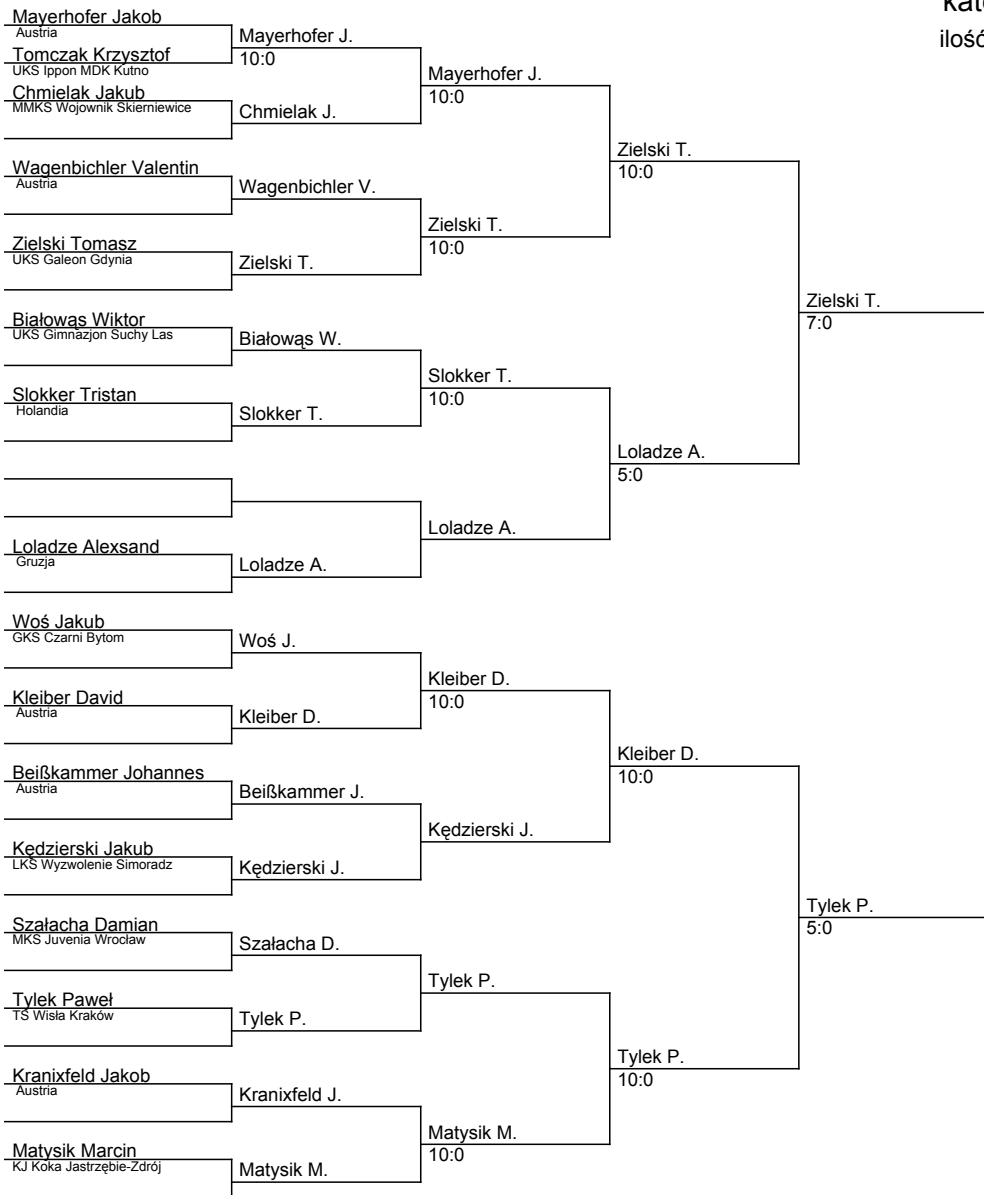 kat
ilość
Mayerhofer Jakob
Austria
Tomczak Krzysztof
UKS Ippon MDK Kutno
Chmielak Jakub
MMKS Wojownik Skierniewice
Wagenbichler Valentin
Austria
Zielski Tomasz
UKS Galeon Gdynia
Białowąs Wiktor
UKS Gimnazjon Suchy Las
Slokker Tristan
Holandia
Loladze Alexsand
Gruzja
Woś Jakub
GKS Czarni Bytom
Kleiber David
Austria
Beißkammer Johannes
Austria
Kędzierski Jakub
LKS Wyzwolenie Simoradz
Szałacha Damian
MKS Juvenia Wrocław
Tylek Paweł
TS Wisła Kraków
Kranixfeld Jakob
Austria
Matysik Marcin
KJ Koka Jastrzębie-Zdrój
Mayerhofer J.
10:0
Chmielak J.
Wagenbichler V.
Zielski T.
Białowąs W.
Slokker T.
Loladze A.
Woś J.
Kleiber D.
Beißkammer J.
Kędzierski J.
Szałacha D.
Tylek P.
Kranixfeld J.
Matysik M.
Mayerhofer J.
10:0
Zielski T.
10:0
Slokker T.
10:0
Loladze A.
Kleiber D.
10:0
Kędzierski J.
Tylek P.
Matysik M.
10:0
Zielski T.
10:0
Loladze A.
5:0
Kleiber D.
10:0
Tylek P.
10:0
Zielski T.
7:0
Tylek P.
5:0